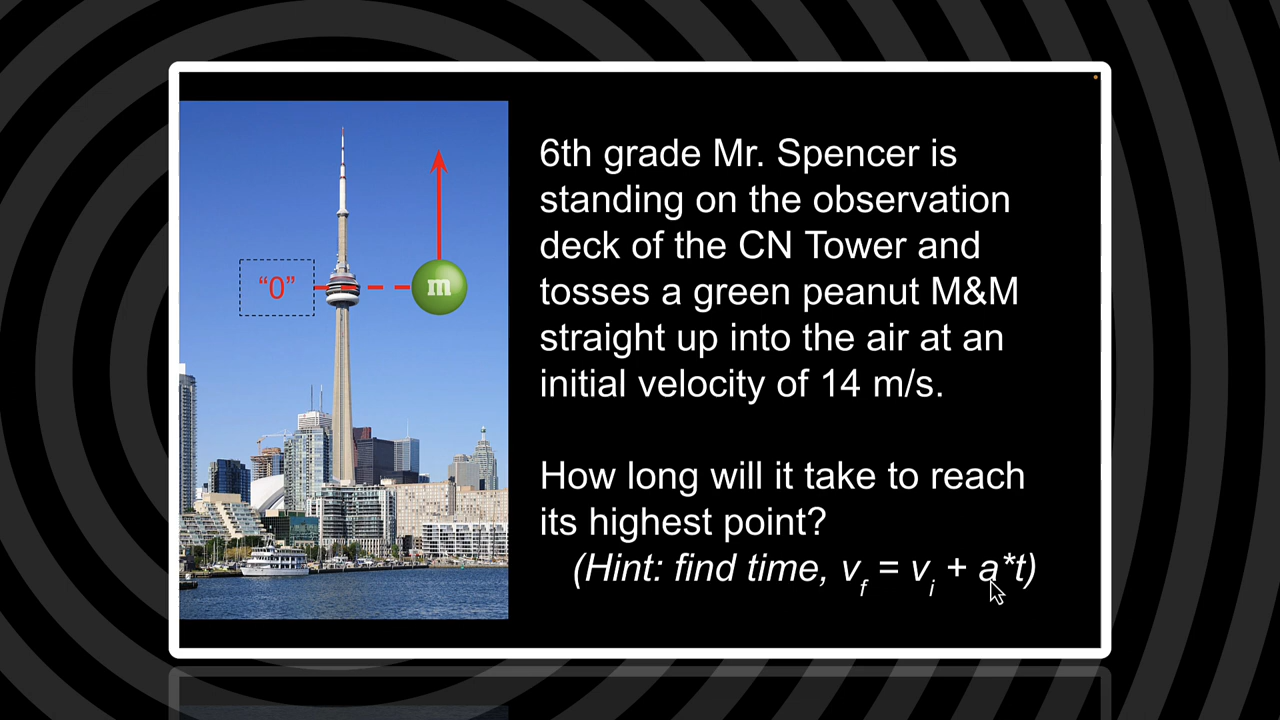 6th grade Mr. Spencer is
standing on the observation
deck of the CN Tower and
tosses a green peanut M&M
straight up into the air at an
initial velocity of 14 m/s.
How long will it take to reach
its highest point?
(Hint: find time, v_f = v_i + a*t)
“0”
m